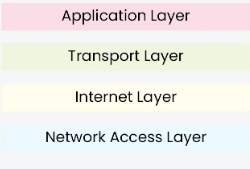 Application Layer
Transport Layer
Internet Layer
Network Access Layer